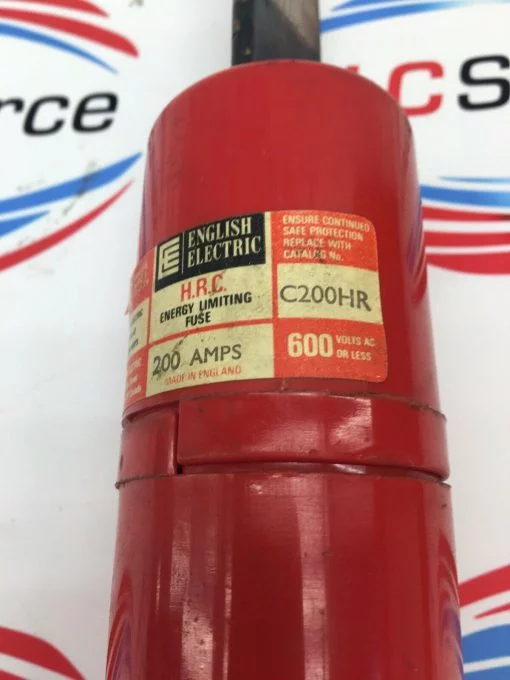 rce
CS
ENGLISH
ELECTRIC
H.R.C.
ENERGY LIMITING
FUSE
200 AMPS
MADE IN ENGLAND
ENSURE CONTINUED
SAFE PROTECTION
REPLACE WITH
CATALOG No.
C200HR
600 VOLTS AC
OR LESS